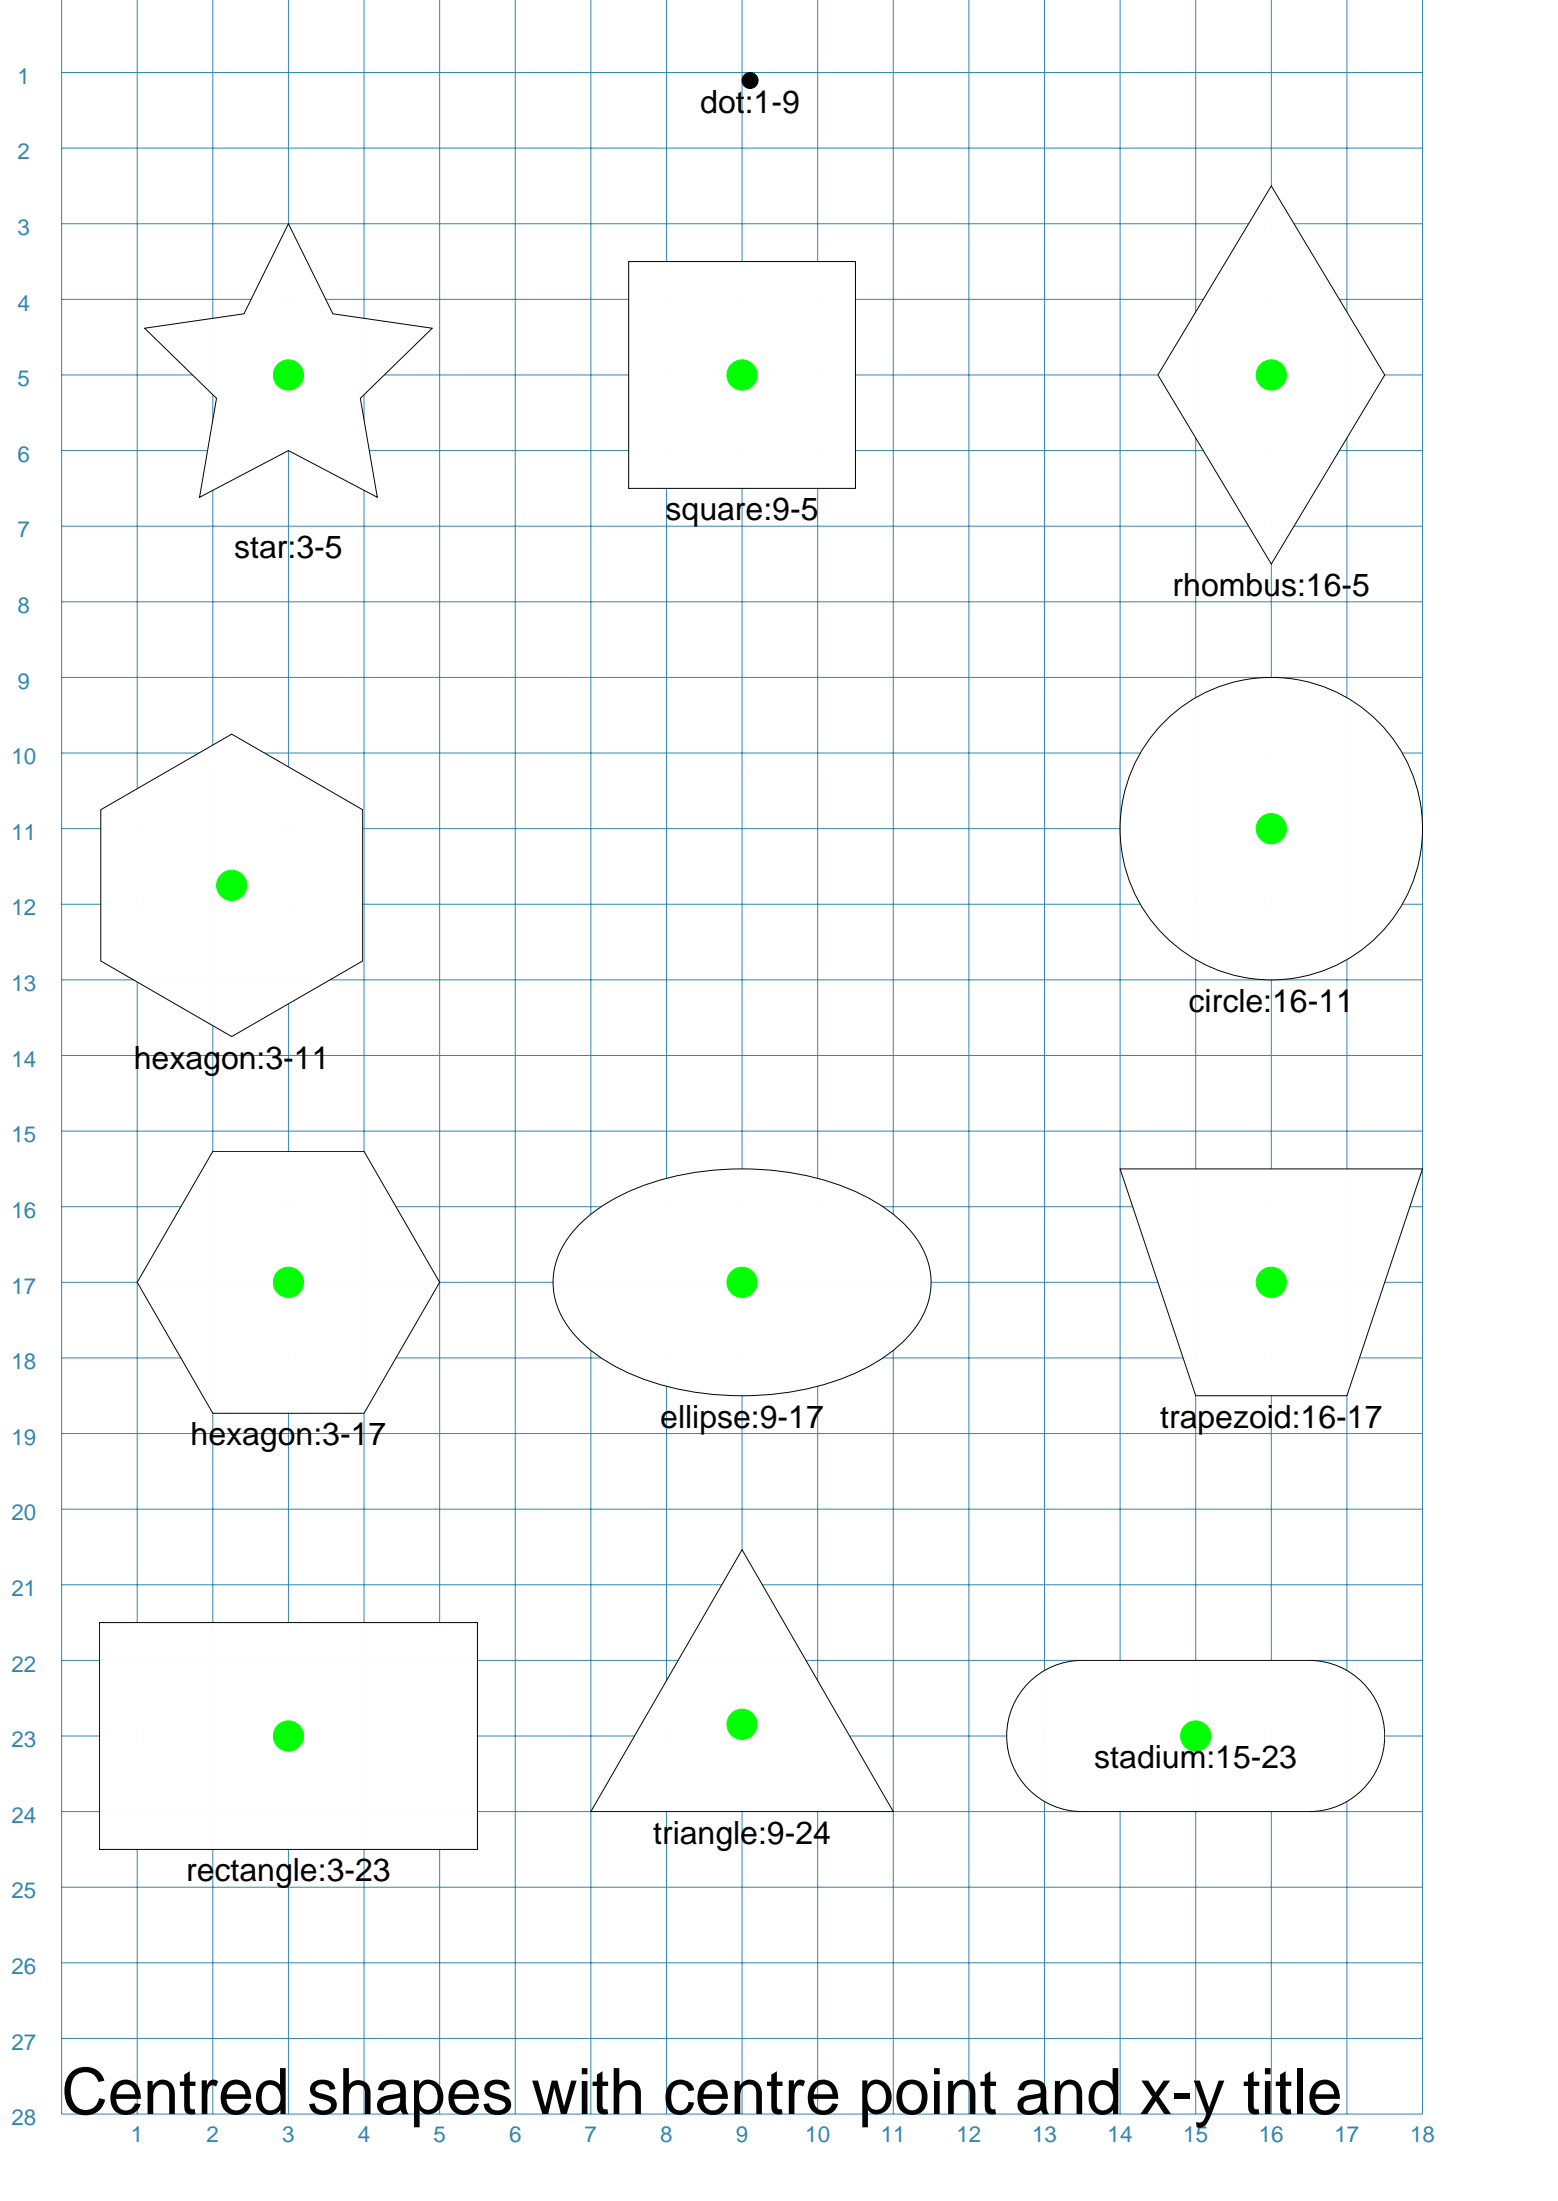 1
dot:1-9
2
3
4
5
6
square:9-5
7
star:3-5
rhombus:16-5
8
9
10
11
12
13
circle:16-11
14
hexagon:3-11
15
16
17
18
ellipse:9-17
trapezoid:16-17
19
hexagon:3-17
20
21
22
23
stadium:15-23
24
triangle:9-24
rectangle:3-23
25
26
27
Centred shapes with centre point and x-y title
28
1 2 3 4 5 6 7 8 9 10 11 12 13 14 15 16 17 18